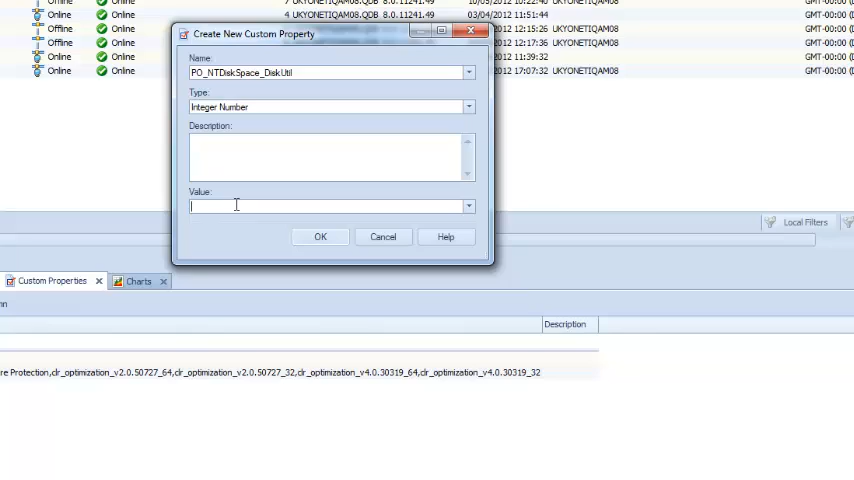 Online Online 7 UKYONETIQAM08.QDB 8.0.11241.49 10/05/2012 10:22:40 UKYONETIQAM08 GMT-00:00
Online Online 4 UKYONETIQAM08.QDB 8.0.11241.49 03/04/2012 11:51:44 GMT-00:00
Offline Online 2012 12:15:26 UKYONETIQAM08 GMT-00:00
Offline Online 2012 12:17:36 UKYONETIQAM08 GMT-00:00
Online Online 2012 11:39:32 GMT-00:00
Online Online 2012 17:07:32 UKYONETIQAM08 GMT-00:00
Create New Custom Property
Name:
PO_NTDiskSpace_DiskUtil
Type:
Integer Number
Description:
Value:
OK Cancel Help
Local Filters
Custom Properties Charts
Description
re Protection,clr_optimization_v2.0.50727_64,clr_optimization_v2.0.50727_32,clr_optimization_v4.0.30319_64,clr_optimization_v4.0.30319_32